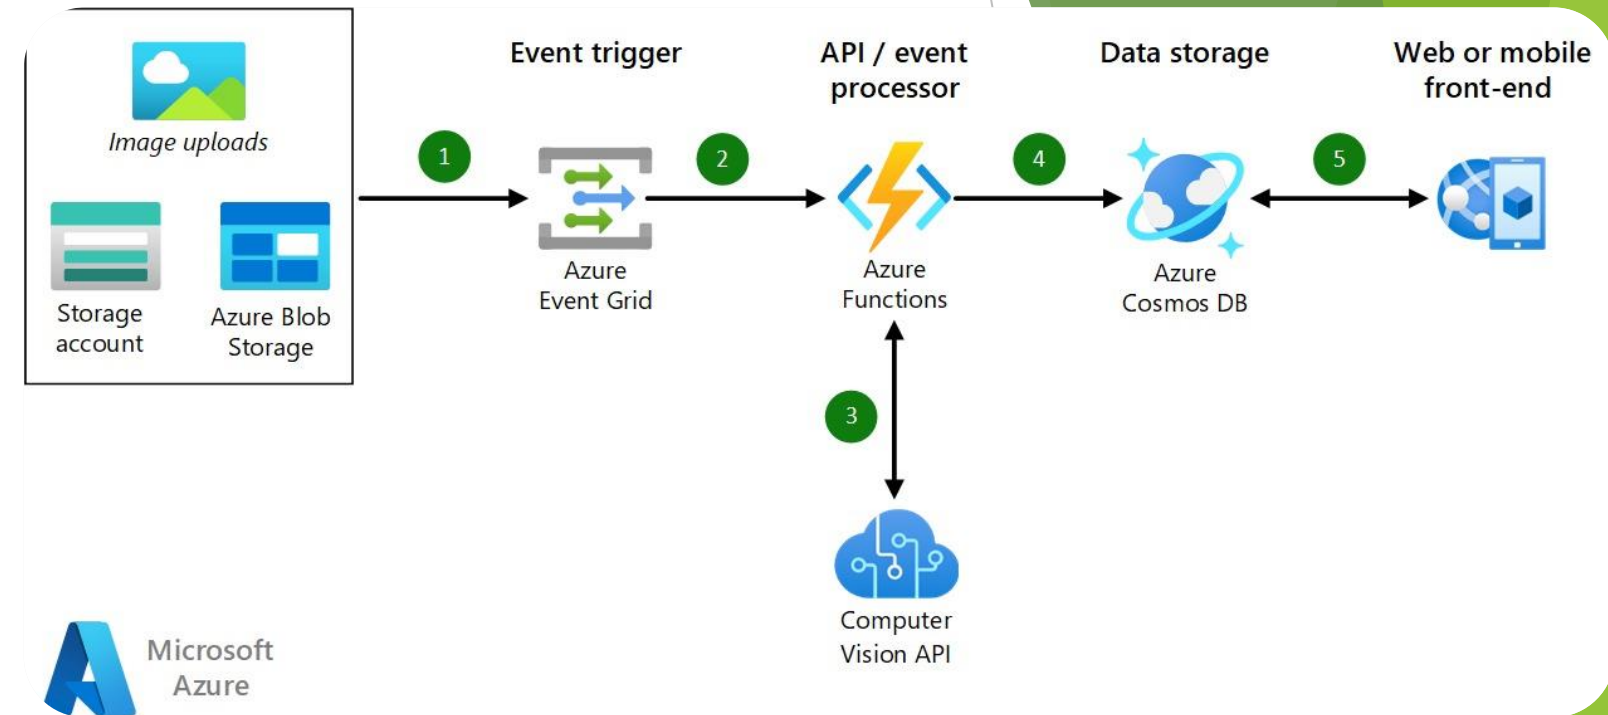 Image uploads
Storage
account
Azure Blob
Storage
1
Event trigger
Azure
Event Grid
2
API / event
processor
Azure
Functions
3
Computer
Vision API
4
Data storage
Azure
Cosmos DB
5
Web or mobile
front-end
Microsoft
Azure